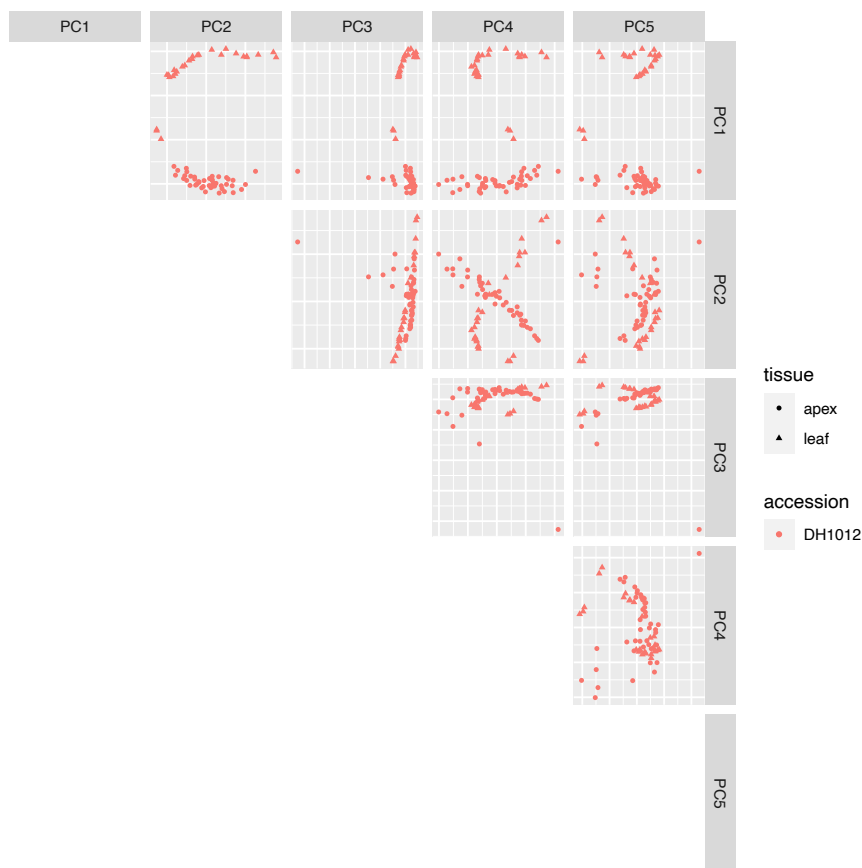 PC1
PC2
PC3
PC4
PC5
PC1
PC2
PC3
PC4
PC5
tissue
apex
leaf
accession
DH1012